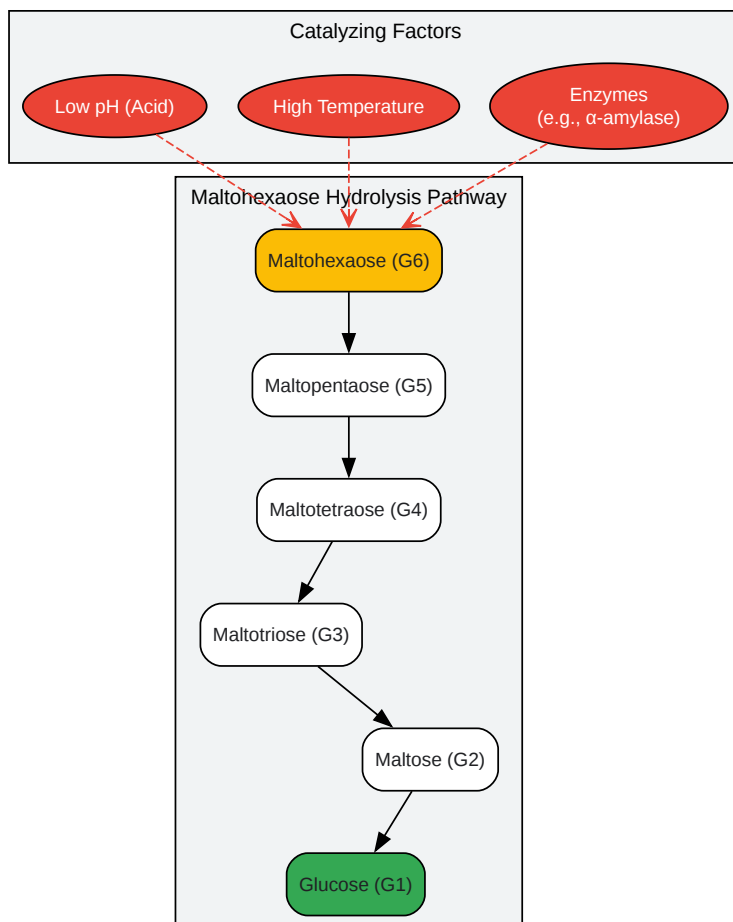 Catalyzing Factors
Low pH (Acid)
High Temperature
Enzymes
(e.g., α-amylase)
Maltohexaose Hydrolysis Pathway
Maltohexaose (G6)
Maltopentaose (G5)
Maltotetraose (G4)
Maltotriose (G3)
Maltose (G2)
Glucose (G1)